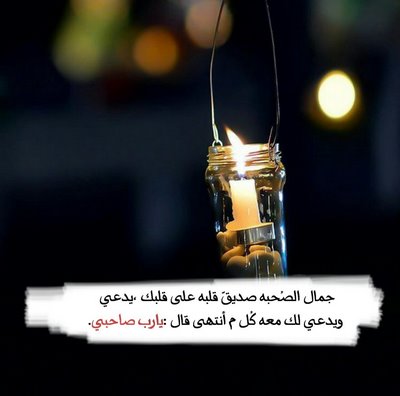 جمال الصْحبه صديقَ قلبه على قلبك ،يدعي
ويدعي لك معه كُل م أنتهى قال :يارب صاحبي.